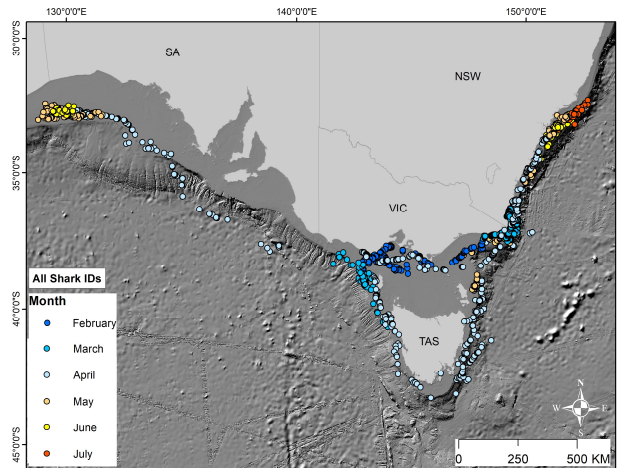 130°0'0"E 140°0'0"E 150°0'0"E
30°0'0"S
SA
NSW
35°0'0"S
VIC
All Shark IDs
Month
February
40°0'0"S
March
TAS
April
May
N
W E
S
June
45°0'0"S
July
0 250 500 KM